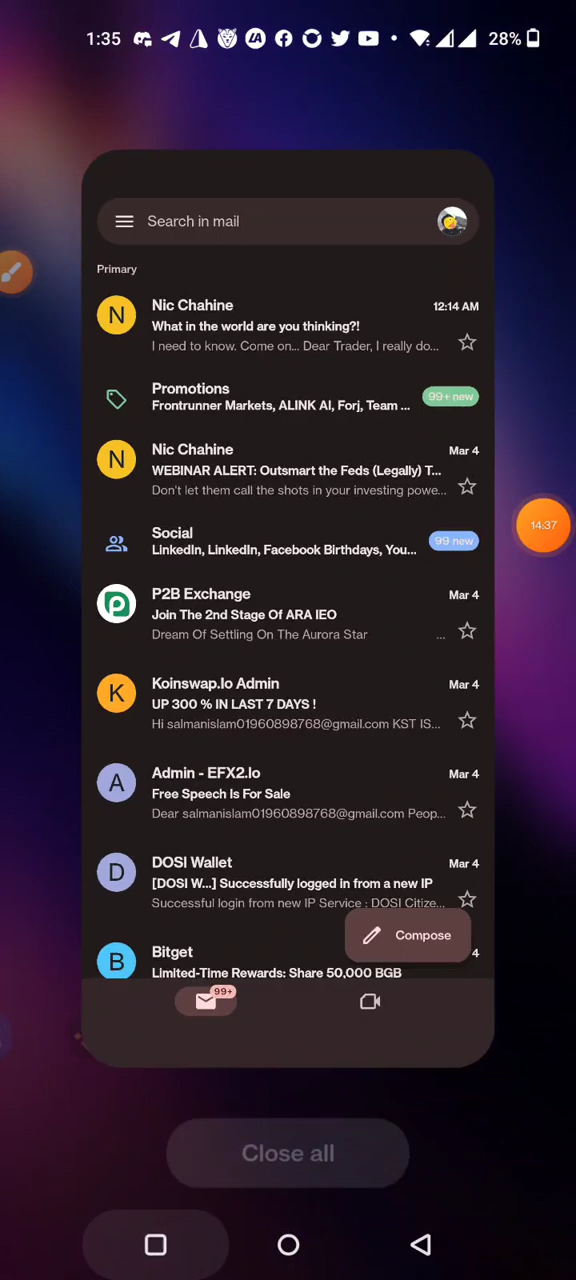 1:35
28%
Search in mail
Primary
N
Nic Chahine
12:14 AM
What in the world are you thinking?!
I need to know. Come on... Dear Trader, I really do...
Promotions
Frontrunner Markets, ALINK AI, Forj, Team ...
99+ new
N
Nic Chahine
Mar 4
WEBINAR ALERT: Outsmart the Feds (Legally) T...
Don't let them call the shots in your investing powe...
14:37
Social
LinkedIn, LinkedIn, Facebook Birthdays, You...
99 new
P2B Exchange
Mar 4
Join The 2nd Stage Of ARA IEO
Dream Of Settling On The Aurora Star ...
K
Koinswap.Io Admin
Mar 4
UP 300 % IN LAST 7 DAYS !
Hi salmanislam01960898768@gmail.com KST IS...
A
Admin - EFX2.Io
Mar 4
Free Speech Is For Sale
Dear salmanislam01960898768@gmail.com Peop...
D
DOSI Wallet
Mar 4
[DOSI W...] Successfully logged in from a new IP
Successful login from new IP Service : DOSI Citize...
Compose
B
Bitget
4
Limited-Time Rewards: Share 50,000 BGB
99+
Close all